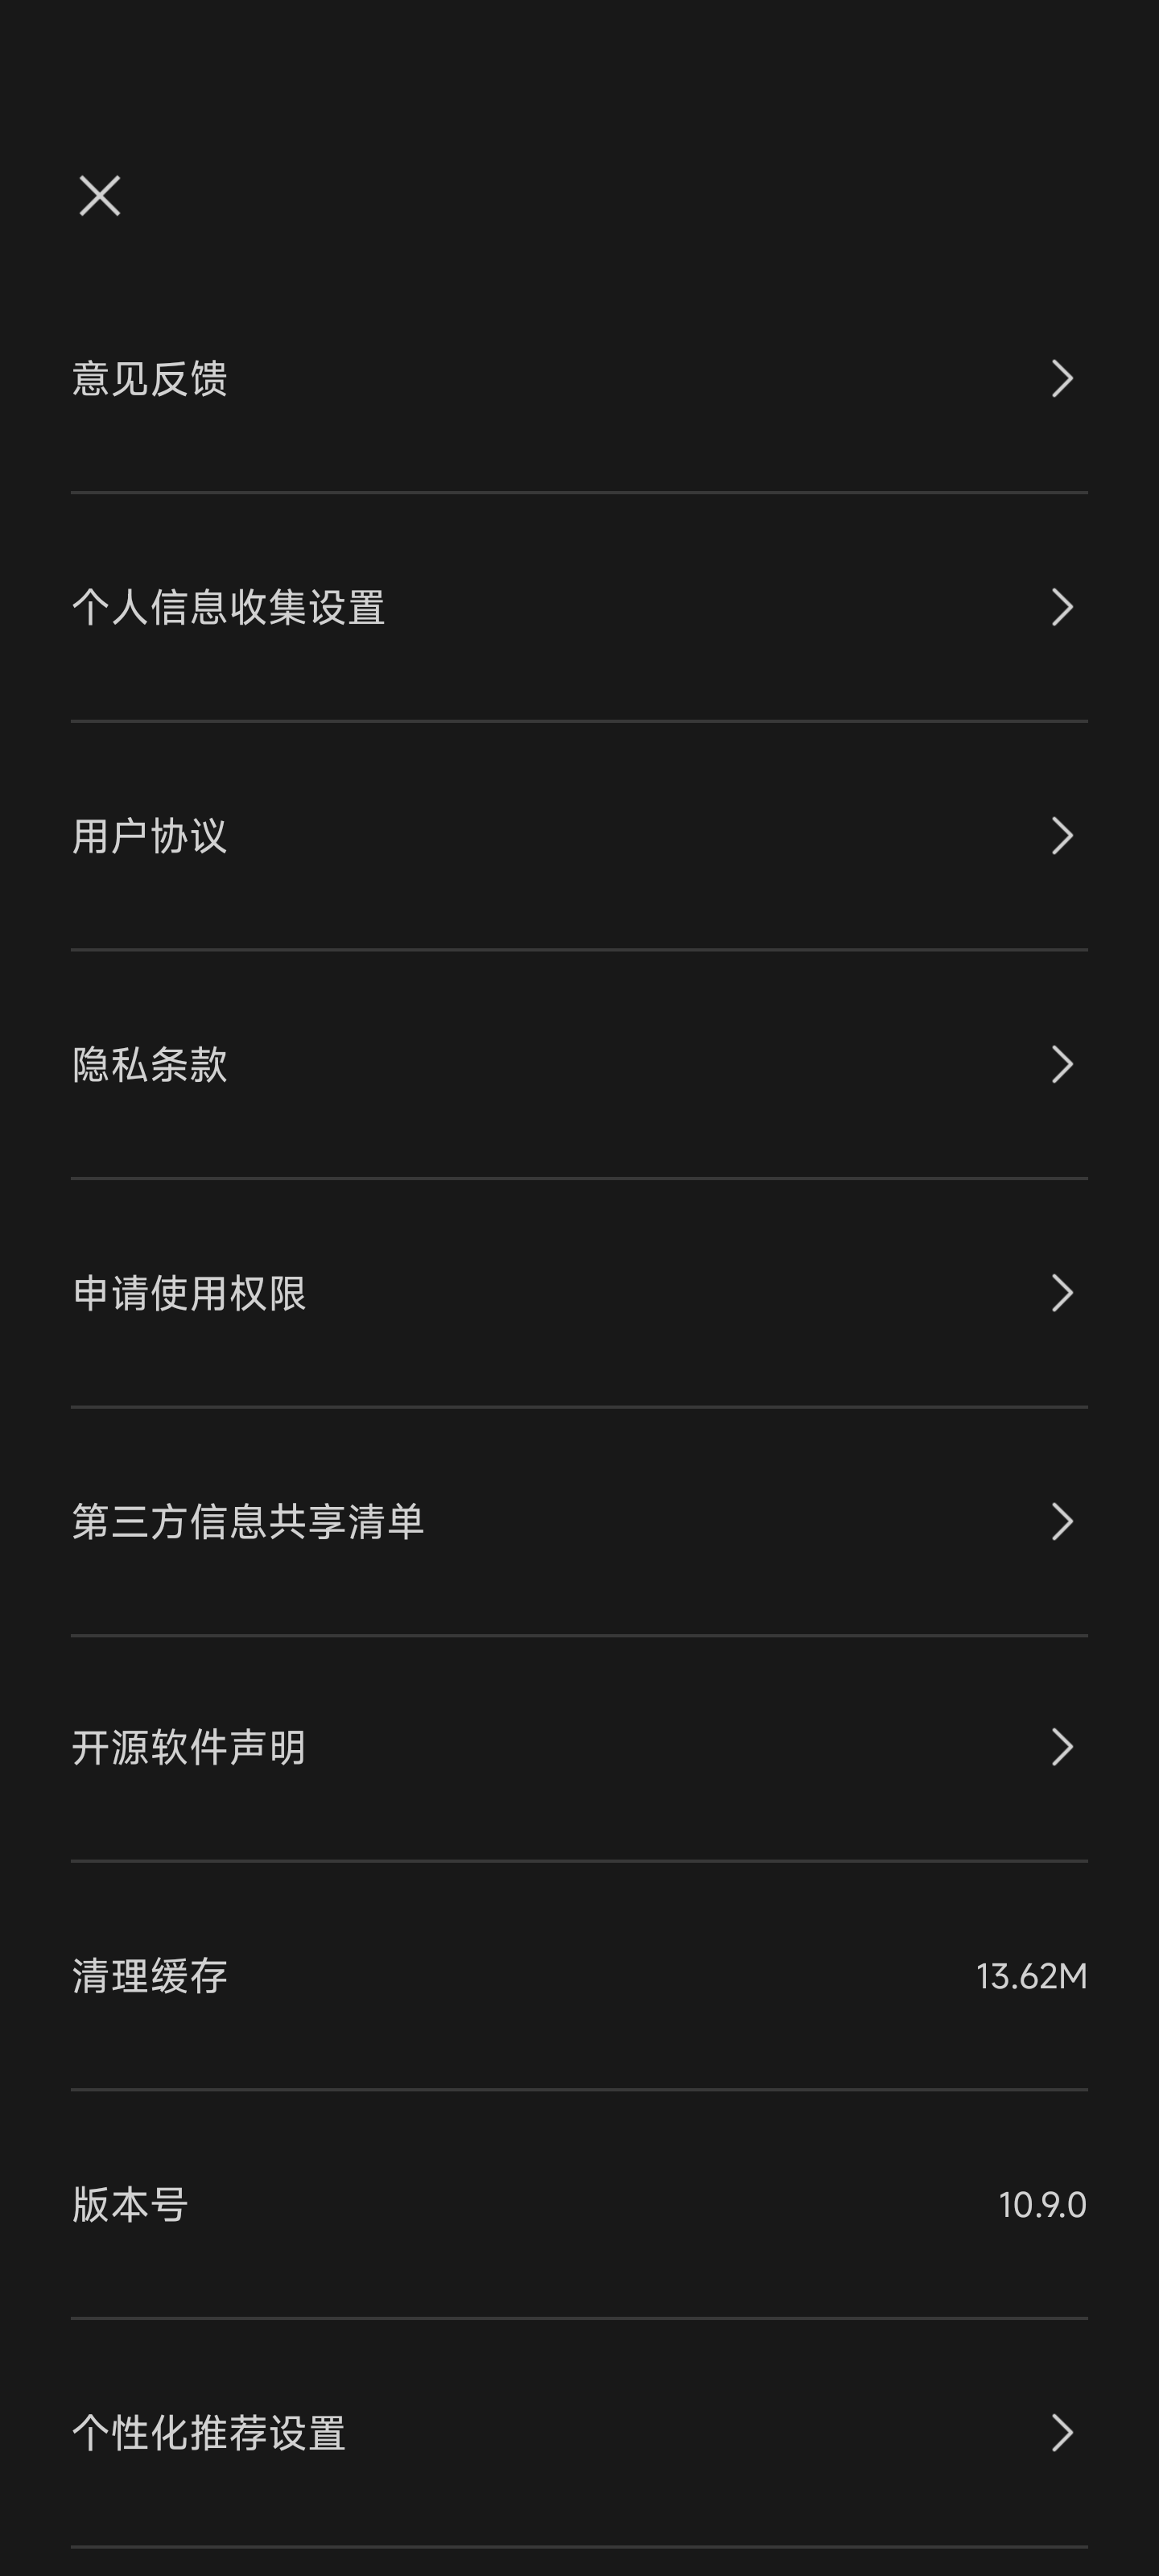 意见反馈
个人信息收集设置
用户协议
隐私条款
申请使用权限
第三方信息共享清单
开源软件声明
清理缓存 13.62M
版本号 10.9.0
个性化推荐设置